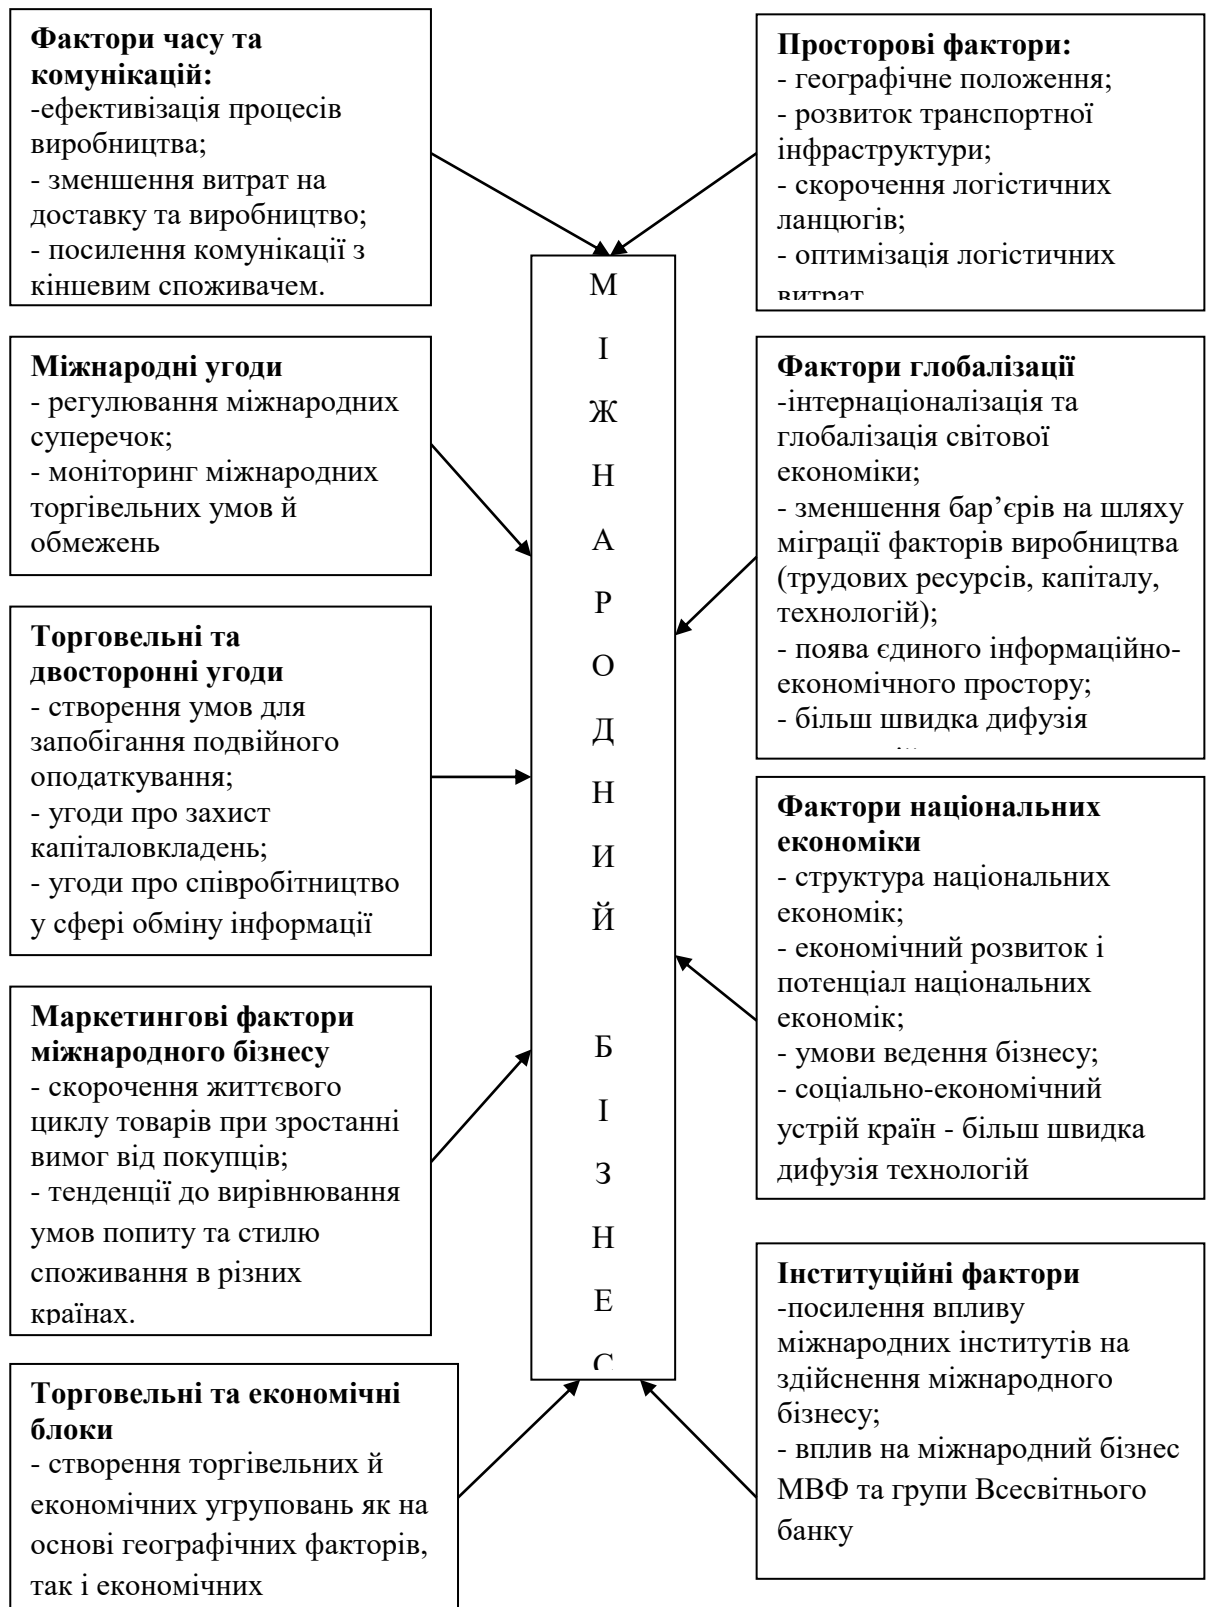 Фактори часу та
комунікацій:
-ефективізація процесів
виробництва;
- зменшення витрат на
доставку та виробництво;
- посилення комунікації з
кінцевим споживачем.
Міжнародні угоди
- регулювання міжнародних
суперечок;
- моніторинг міжнародних
торгівельних умов й
обмежень
Торговельні та
двосторонні угоди
- створення умов для
запобігання подвійного
оподаткування;
- угоди про захист
капіталовкладень;
- угоди про співробітництво
у сфері обміну інформації
Маркетингові фактори
міжнародного бізнесу
- скорочення життєвого
циклу товарів при зростанні
вимог від покупців;
- тенденції до вирівнювання
умов попиту та стилю
споживання в різних
країнах.
Торговельні та економічні
блоки
- створення торгівельних й
економічних угруповань як на
основі географічних факторів,
так і економічних
М
І
Ж
Н
А
Р
О
Д
Н
И
Й
Б
І
З
Н
Е
С
Просторові фактори:
- географічне положення;
- розвиток транспортної
інфраструктури;
- скорочення логістичних
ланцюгів;
- оптимізація логістичних
витрат
Фактори глобалізації
-інтернаціоналізація та
глобалізація світової
економіки;
- зменшення бар’єрів на шляху
міграції факторів виробництва
(трудових ресурсів, капіталу,
технологій);
- поява єдиного інформаційно-
економічного простору;
- більш швидка дифузія
Фактори національних
економіки
- структура національних
економік;
- економічний розвиток і
потенціал національних
економік;
- умови ведення бізнесу;
- соціально-економічний
устрій країн - більш швидка
дифузія технологій
Інституційні фактори
-посилення впливу
міжнародних інститутів на
здійснення міжнародного
бізнесу;
- вплив на міжнародний бізнес
МВФ та групи Всесвітнього
банку